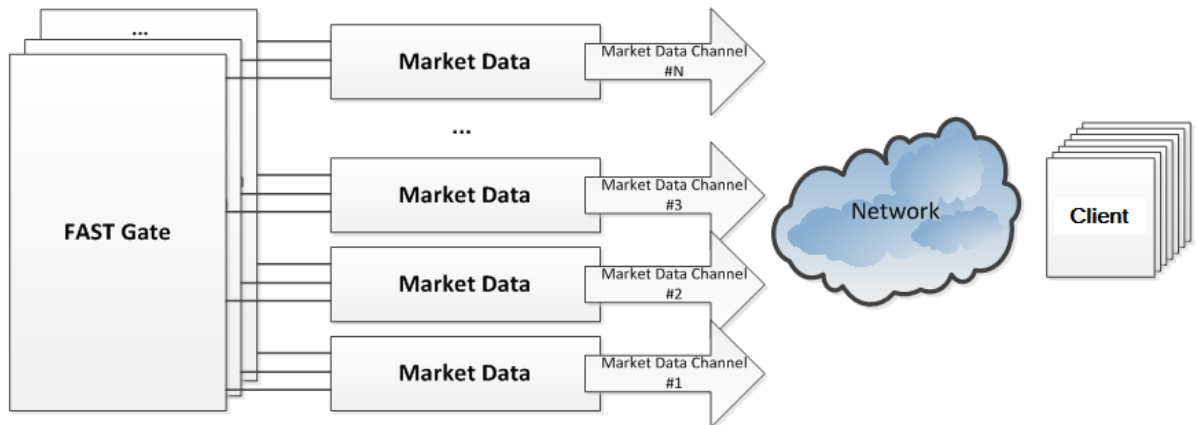 ...
FAST Gate
Market Data
Market Data Channel
#N
...
Market Data
Market Data Channel
#3
Market Data
Market Data Channel
#2
Market Data
Market Data Channel
#1
Network
Client